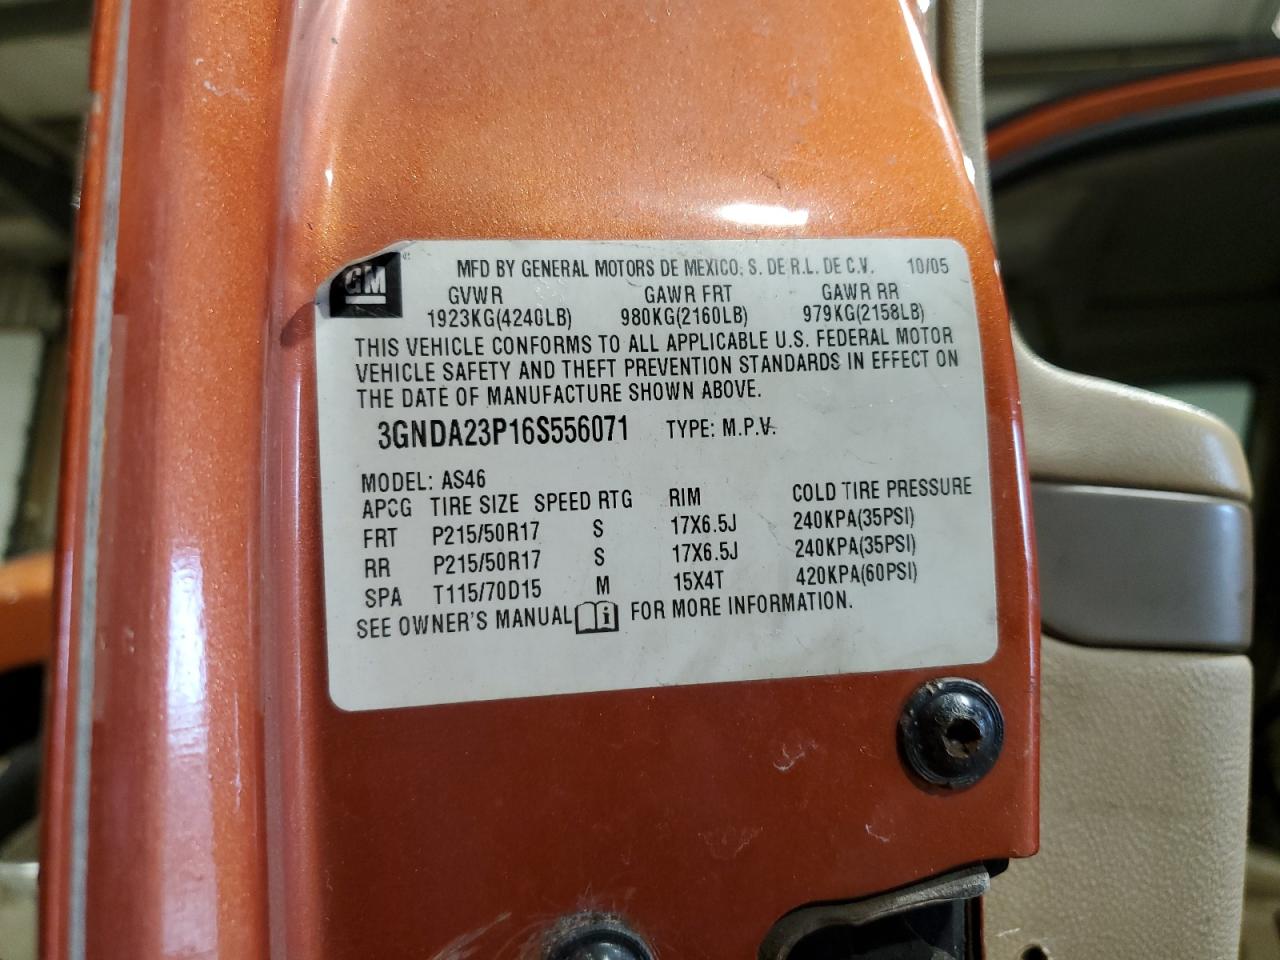 GM
MFD BY GENERAL MOTORS DE MEXICO; S. DE R.L. DE C.V. 10/05
GVWR GAWR FRT GAWR RR
1923KG(4240LB) 980KG(2160LB) 979KG(2158LB)
THIS VEHICLE CONFORMS TO ALL APPLICABLE U.S. FEDERAL MOTOR
VEHICLE SAFETY AND THEFT PREVENTION STANDARDS IN EFFECT ON
THE DATE OF MANUFACTURE SHOWN ABOVE.
3GNDA23P16S556071 TYPE: M.P.V.
MODEL: AS46
APCG TIRE SIZE SPEED RTG RIM COLD TIRE PRESSURE
FRT P215/50R17 S 17X6.5J 240KPA(35PSI)
RR P215/50R17 S 17X6.5J 240KPA(35PSI)
SPA T115/70D15 M 15X4T 420KPA(60PSI)
SEE OWNER'S MANUAL FOR MORE INFORMATION.